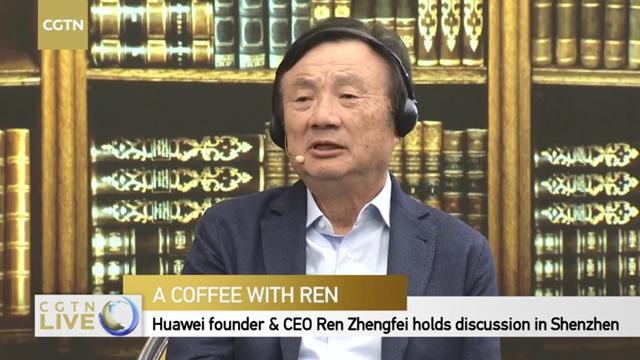 CGTN
A COFFEE WITH REN
CGTN
LIVE
Huawei founder & CEO Ren Zhengfei holds discussion in Shenzhen